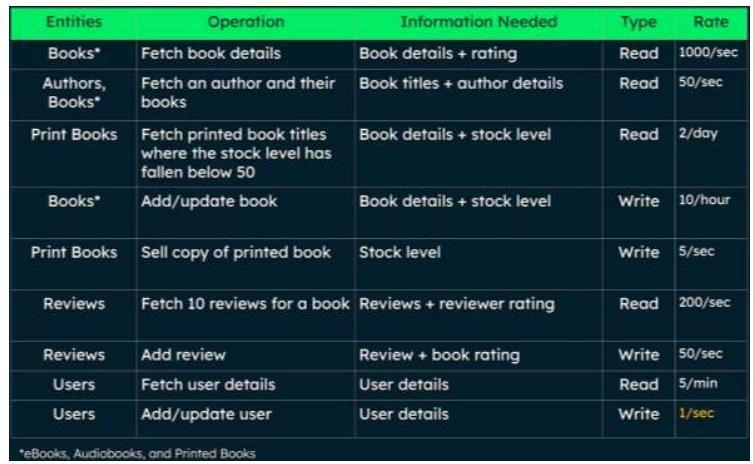 Entities Operation Information Needed Type Rate
Books* Fetch book details Book details + rating Read 1000/sec
Authors, Fetch an author and their Book titles + author details Read 50/sec
Books* books
Print Books Fetch printed book titles Book details + stock level Read 2/day
where the stock level has
fallen below 50
Books* Add/update book Book details + stock level Write 10/hour
Print Books Sell copy of printed book Stock level Write 5/sec
Reviews Fetch 10 reviews for a book Reviews + reviewer rating Read 200/sec
Reviews Add review Review + book rating Write 50/sec
Users Fetch user details User details Read 5/min
Users Add/update user User details Write 1/sec
*eBooks, Audiobooks, and Printed Books